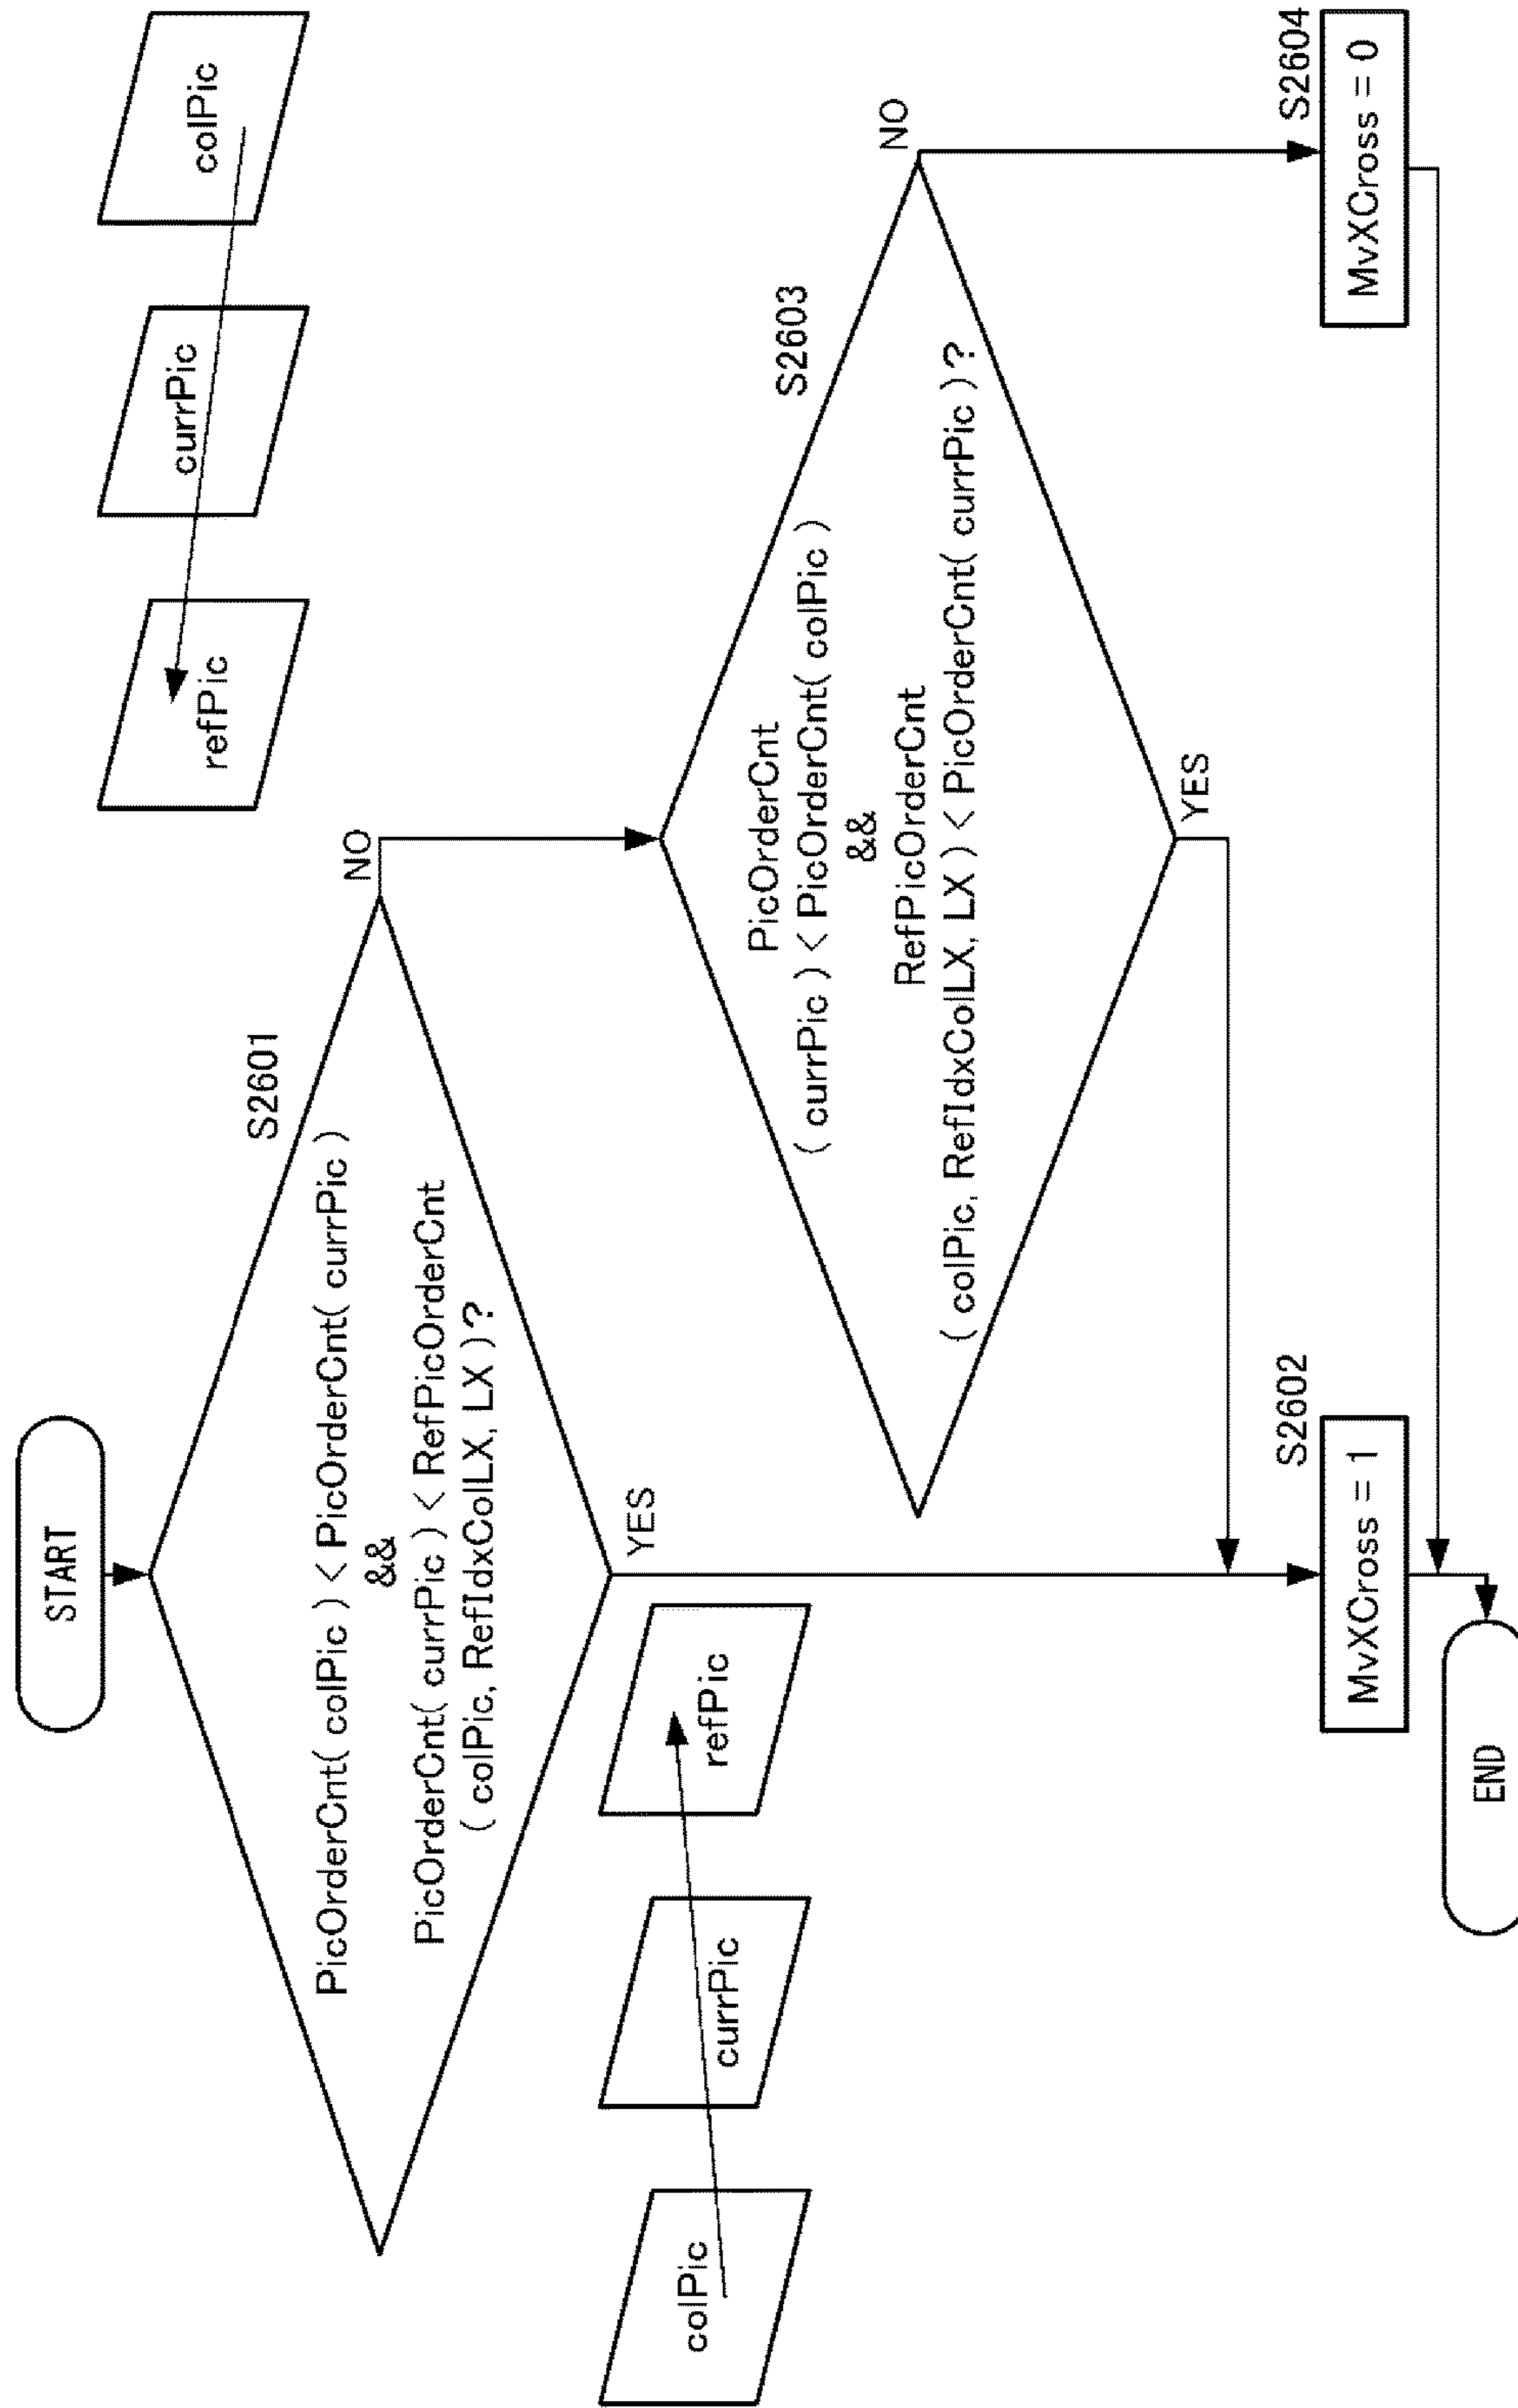 START
S2601
PicOrderCnt( colPic ) < PicOrderCnt( currPic )
&&
PicOrderCnt( currPic ) < RefPicOrderCnt
( colPic, RefIdxColLX, LX )?
NO
YES
refPic
currPic
colPic
colPic
currPic
refPic
S2603
PicOrderCnt
( currPic ) < PicOrderCnt( colPic )
&&
RefPicOrderCnt
( colPic, RefIdxColLX, LX ) < PicOrderCnt( currPic )?
NO
YES
S2602
MvXCross = 1
S2604
MvXCross = 0
END